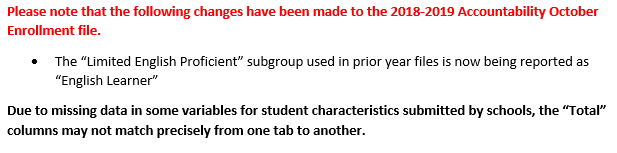 Please note that the following changes have been made to the 2018-2019 Accountability October
Enrollment file.
• The “Limited English Proficient” subgroup used in prior year files is now being reported as
“English Learner”
Due to missing data in some variables for student characteristics submitted by schools, the “Total”
columns may not match precisely from one tab to another.